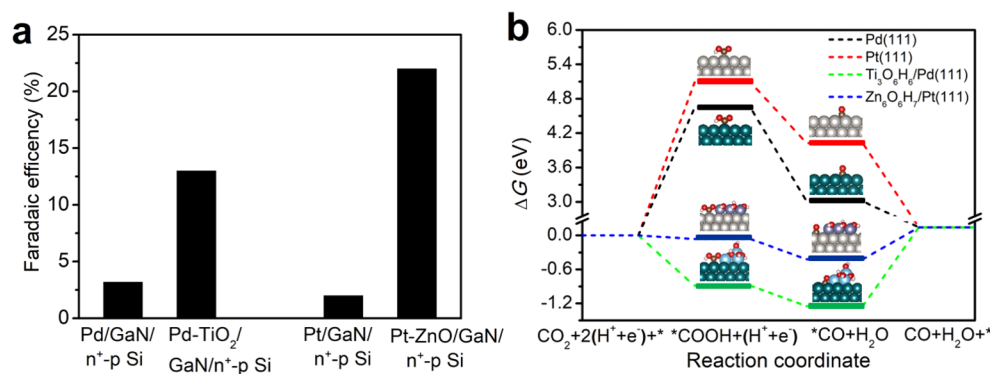 a
Faradaic efficency (%)
25
20
15
10
5
0
Pd/GaN/
n⁺-p Si
Pd-TiO₂/
GaN/n⁺-p Si
Pt/GaN/
n⁺-p Si
Pt-ZnO/GaN/
n⁺-p Si
b
ΔG (eV)
6.0
5.4
4.8
4.2
3.6
3.0
0.0
-0.6
-1.2
Pd(111)
Pt(111)
Ti₃O₆H₆/Pd(111)
Zn₆O₆H₇/Pt(111)
CO₂+2(H⁺+e⁻)+* *COOH+(H⁺+e⁻) *CO+H₂O CO+H₂O+*
Reaction coordinate